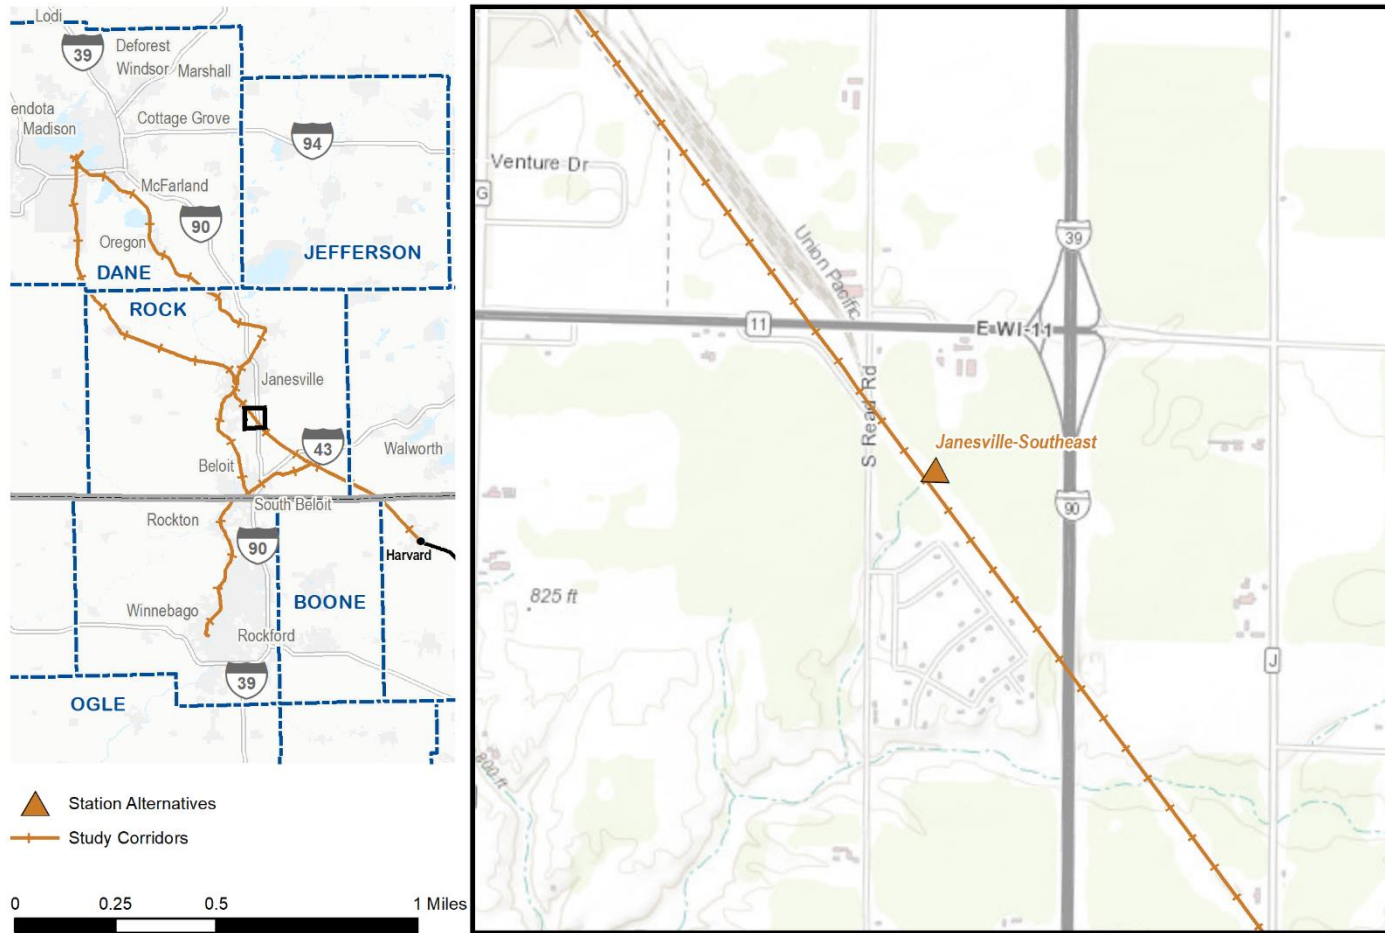 Lodi
39
Deforest
Windsor
Marshall
endota
Madison
Cottage Grove
94
McFarland
90
Oregon
JEFFERSON
DANE
ROCK
Janesville
43
Walworth
Beloit
South Beloit
Rockton
90
Harvard
BOONE
Winnebago
Rockford
39
OGLE
Station Alternatives
Study Corridors
0 0.25 0.5 1 Miles
Venture Dr
G
Union Pacific
39
11
E WI-11
S Read Rd
Janesville-Southeast
90
825 ft
J
800 ft